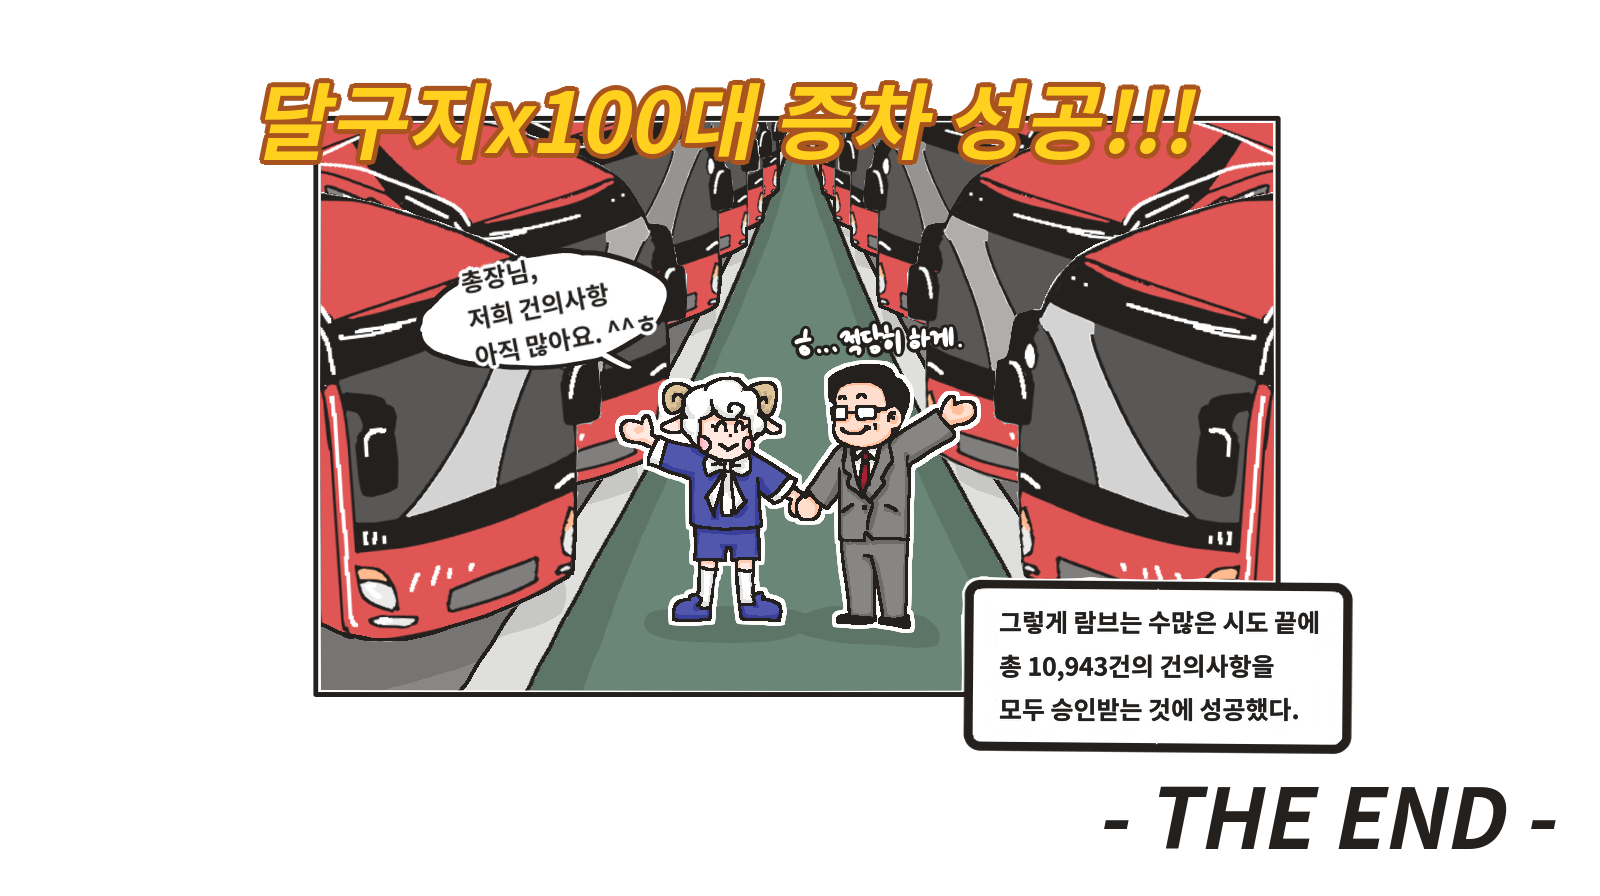 달구지x100대 증차 성공!!!
총장님,
저희 건의사항
아직 많아요. ^^ㅎ
ㅎ... 적당히 하게.
그렇게 람브는 수많은 시도 끝에
총 10,943건의 건의사항을
모두 승인받는 것에 성공했다.
- THE END -